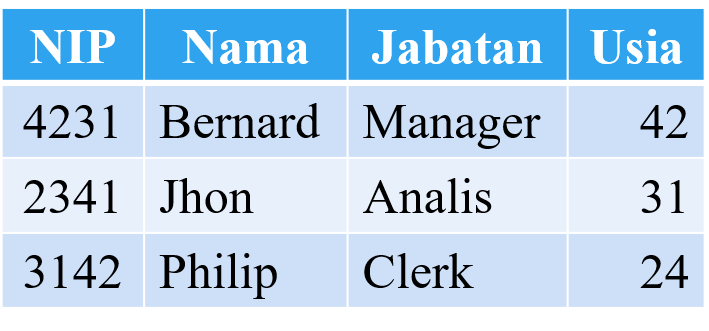 NIP Nama Jabatan Usia
4231 Bernard Manager 42
2341 Jhon Analis 31
3142 Philip Clerk 24